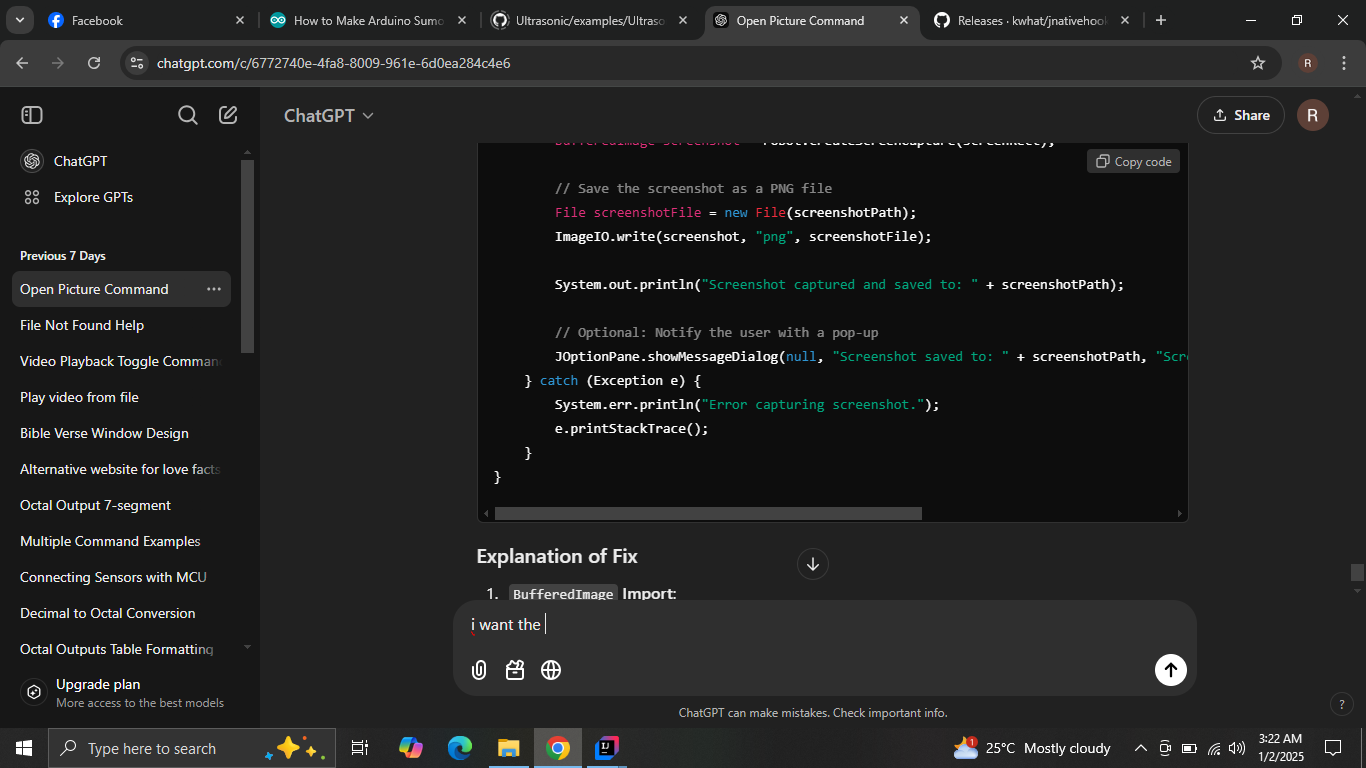 Facebook
How to Make Arduino Sumo
Ultrasonic/examples/Ultraso
Open Picture Command
Releases · kwhat/jnativehook
chatgpt.com/c/6772740e-4fa8-8009-961e-6d0ea284c4e6
R
ChatGPT
Share
R
ChatGPT
Explore GPTs
Previous 7 Days
Open Picture Command
File Not Found Help
Video Playback Toggle Comman
Play video from file
Bible Verse Window Design
Alternative website for love facts
Octal Output 7-segment
Multiple Command Examples
Connecting Sensors with MCU
Decimal to Octal Conversion
Octal Outputs Table Formatting
Upgrade plan
More access to the best models
BufferedImage screenshot = robot.createScreenCapture(screenRect);
Copy code
// Save the screenshot as a PNG file
File screenshotFile = new File(screenshotPath);
ImageIO.write(screenshot, "png", screenshotFile);
System.out.println("Screenshot captured and saved to: " + screenshotPath);
// Optional: Notify the user with a pop-up
JOptionPane.showMessageDialog(null, "Screenshot saved to: " + screenshotPath, "Scr
} catch (Exception e) {
System.err.println("Error capturing screenshot.");
e.printStackTrace();
}
}
Explanation of Fix
1. BufferedImage Import:
i want the
ChatGPT can make mistakes. Check important info.
?
Type here to search
1
25°C Mostly cloudy
3:22 AM
1/2/2025